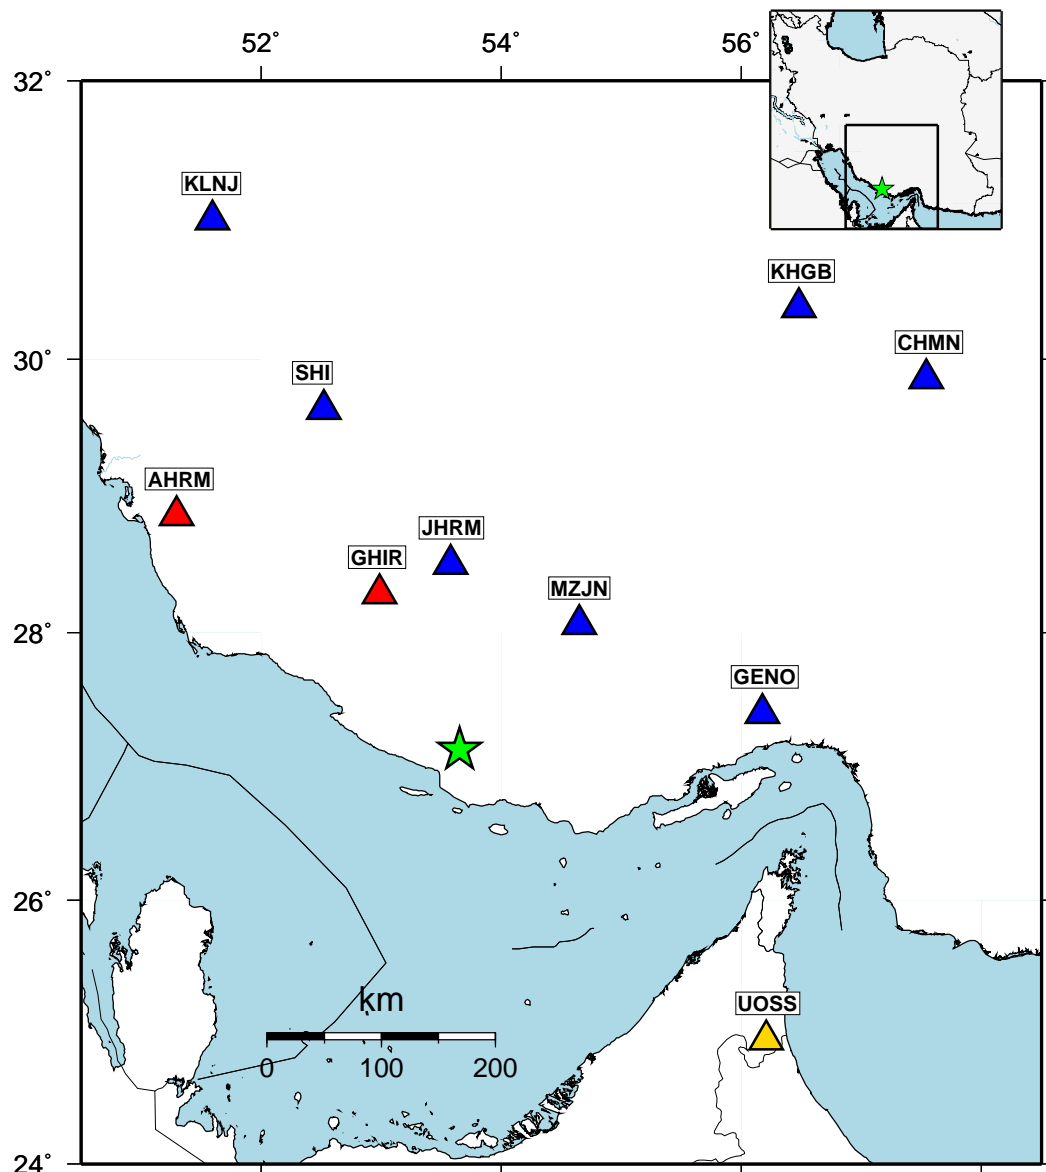 52˚ 54˚ 56˚
32˚
KLNJ
KHGB
CHMN
30˚
SHI
AHRM
JHRM
GHIR
MZJN
28˚
GENO
26˚
km
UOSS
0 100 200
24˚